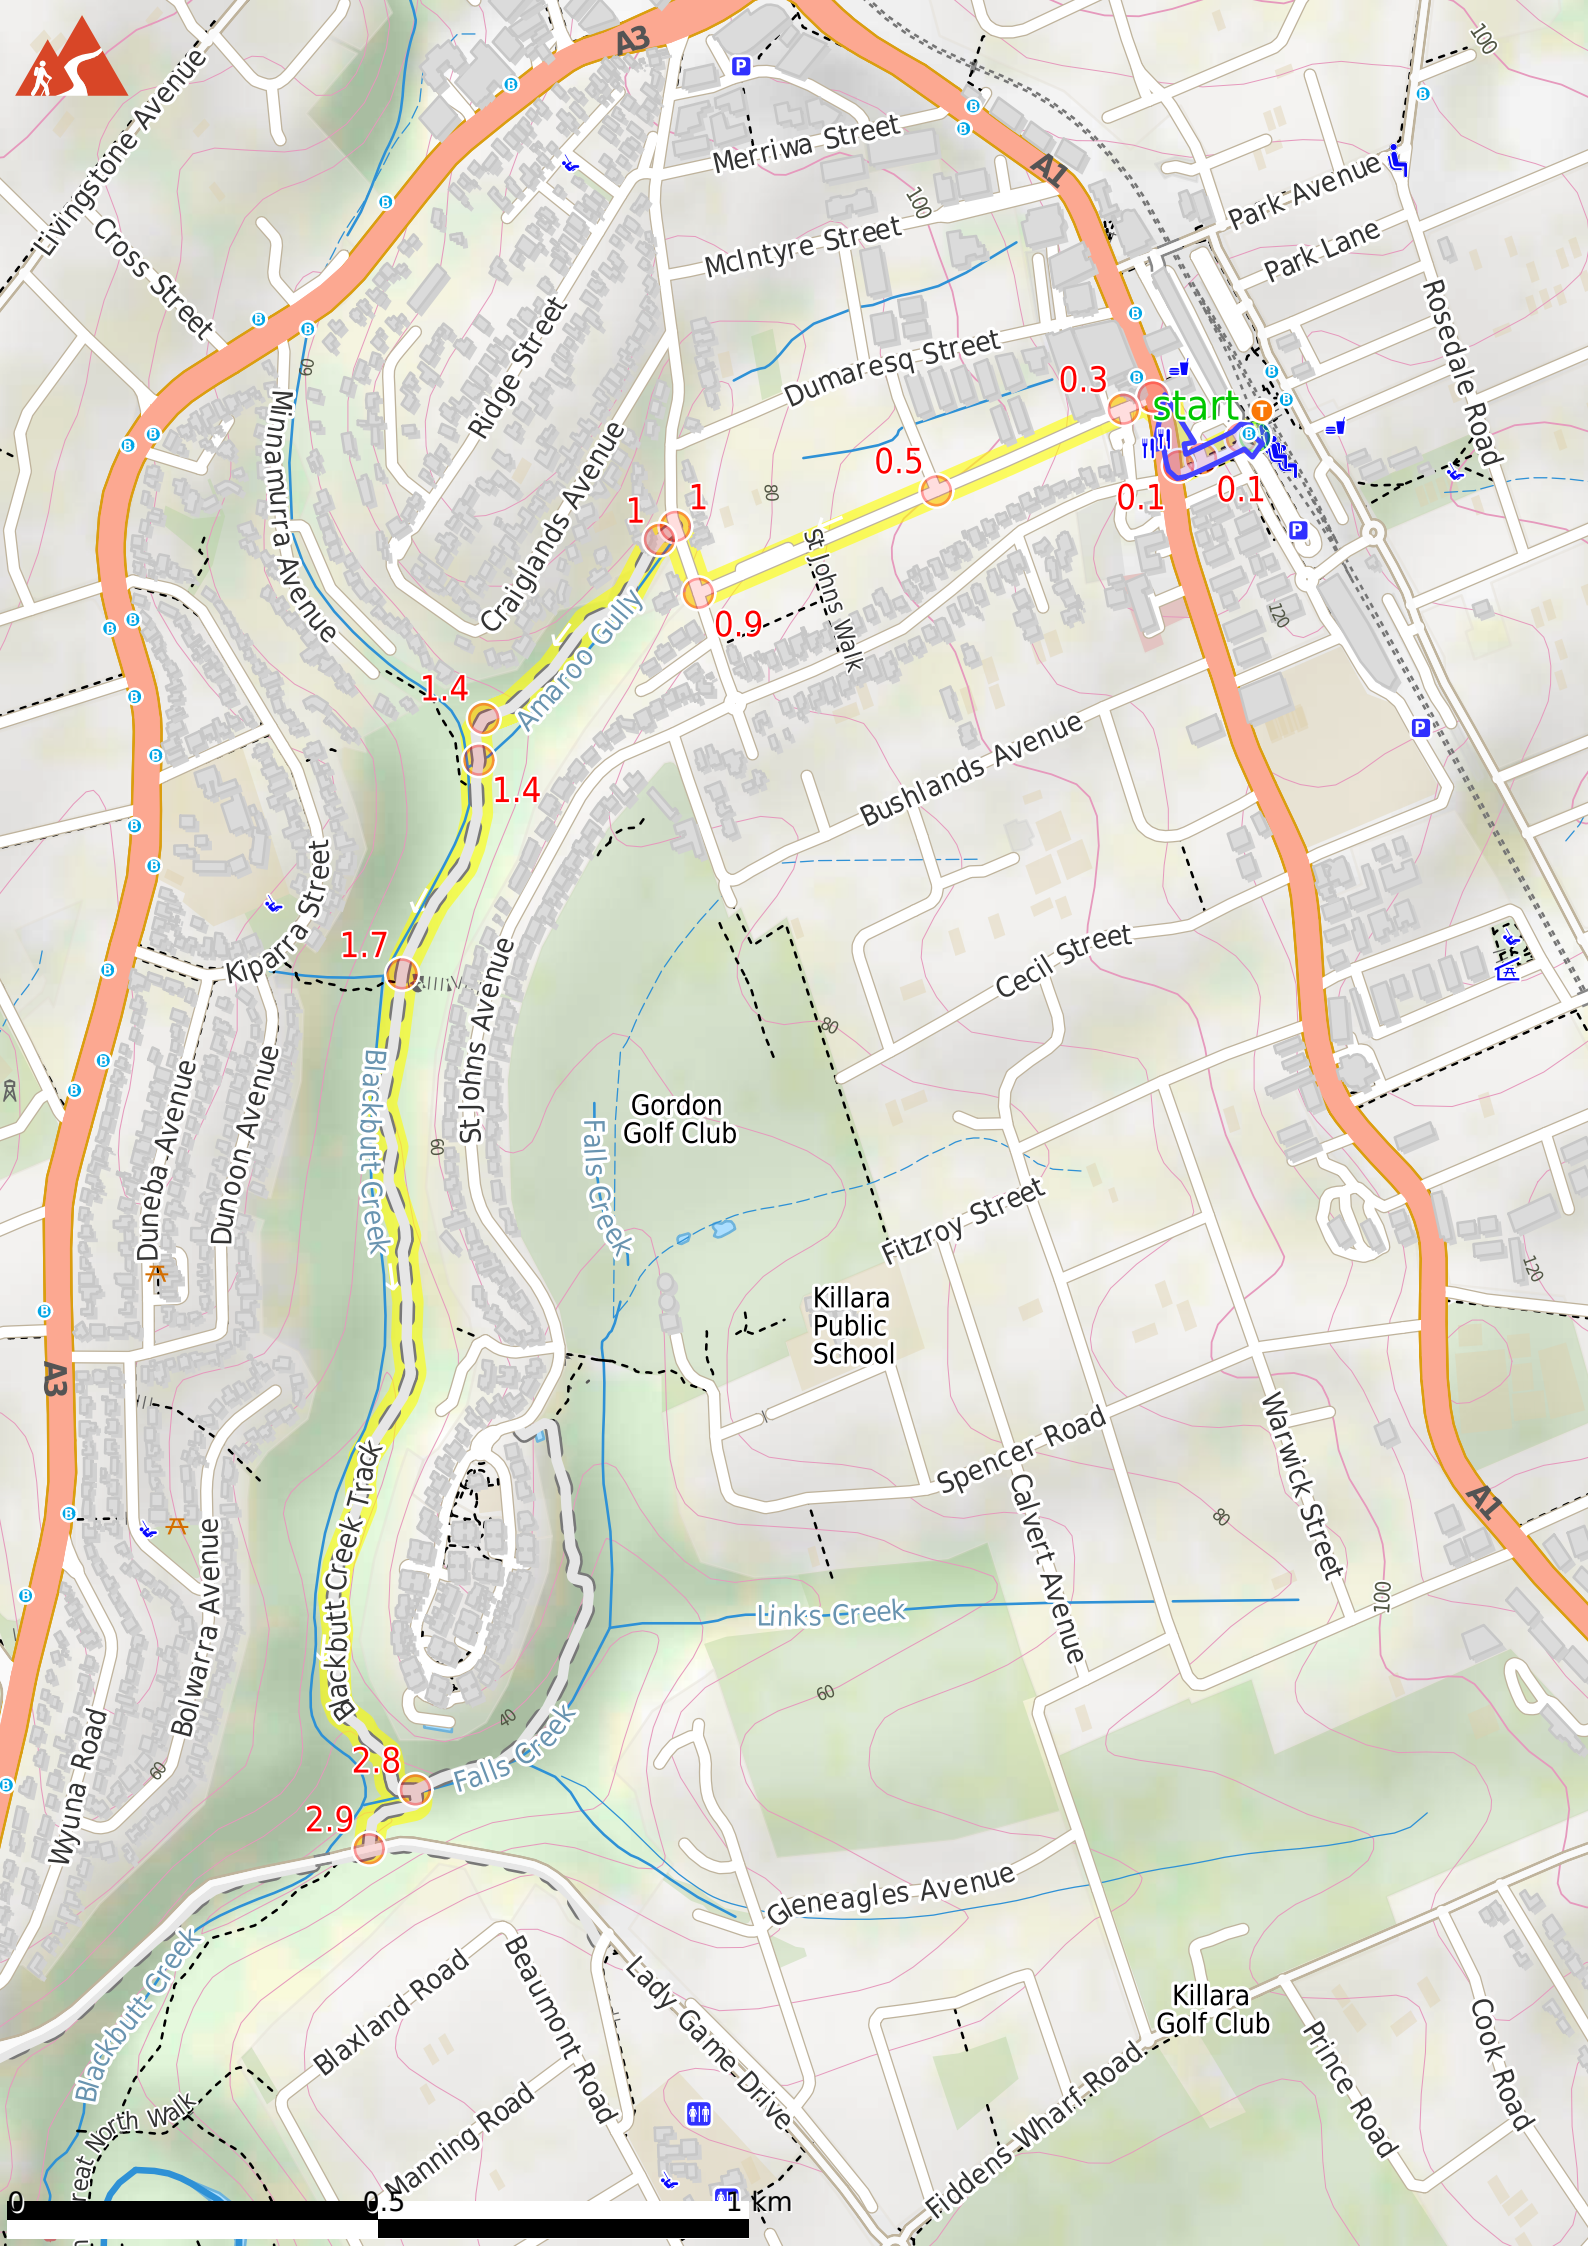 A3
P
100
Livingstone Avenue
Merriwa Street
A1
Park Avenue
Cross Street
100
McIntyre Street
Park Lane
Ridge Street
Rosedale Road
60
Dumaresq Street
0.3
start
T
Minnamurra Avenue
Craiglands Avenue
0.5
80
0.1
0.1
1
1
P
St Johns Walk
Amaroo Gully
0.9
120
1.4
1.4
P
Bushlands Avenue
Kiparra Street
1.7
Cecil Street
St Johns Avenue
80
Blackbutt Creek
Duneba Avenue
Dunoon Avenue
60
Gordon
Golf Club
Falls Creek
Fitzroy Street
120
Killara
Public
School
A3
Warwick Street
Spencer Road
Calvert Avenue
A1
80
Blackbutt Creek Track
Bolwarra Avenue
100
Links Creek
60
40
Falls Creek
Wyuna Road
60
2.8
2.9
Gleneagles Avenue
Blackbutt Creek
Blaxland Road
Beaumont Road
Lady Game Drive
Killara
Golf Club
Prince Road
Cook Road
Fiddens Wharf Road
Manning Road
reat North Walk
0
0.5
1 km